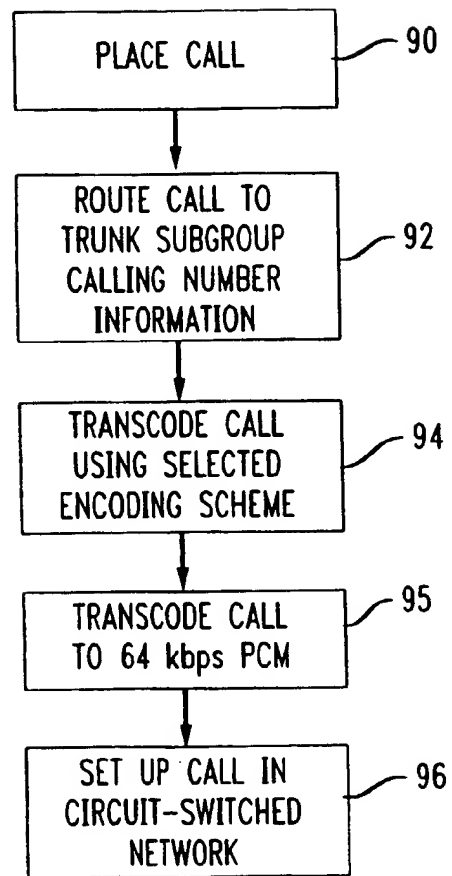 PLACE CALL
90
ROUTE CALL TO
TRUNK SUBGROUP
CALLING NUMBER
INFORMATION
92
TRANSCODE CALL
USING SELECTED
ENCODING SCHEME
94
TRANSCODE CALL
TO 64 kbps PCM
95
SET UP CALL IN
CIRCUIT-SWITCHED
NETWORK
96